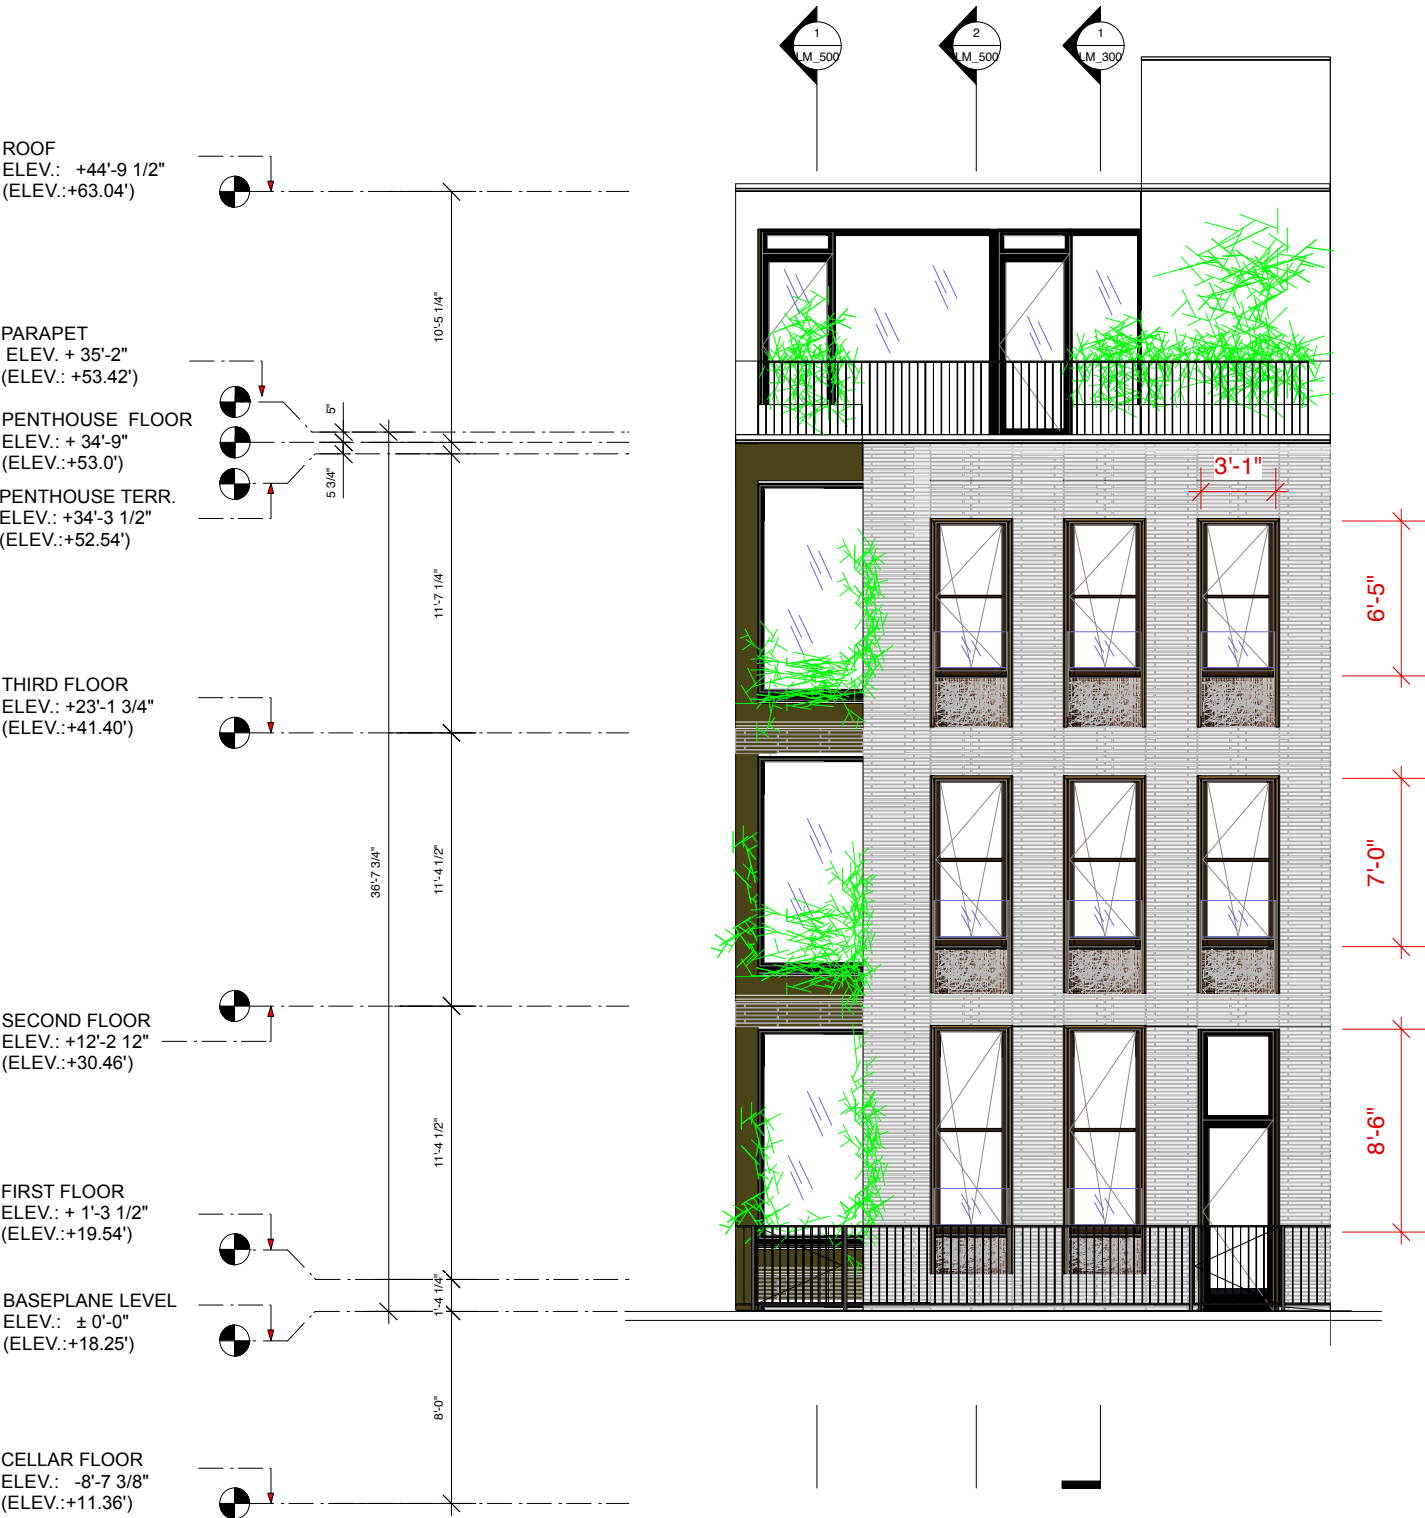 1
LM_500
2
LM_500
1
LM_300
ROOF
ELEV.: +44'-9 1/2"
(ELEV.:+63.04')
10'-5 1/4"
PARAPET
ELEV. + 35'-2"
(ELEV.: +53.42')
5"
PENTHOUSE FLOOR
ELEV.: + 34'-9"
(ELEV.:+53.0')
5 3/4"
PENTHOUSE TERR.
ELEV.: +34'-3 1/2"
(ELEV.:+52.54')
3'-1"
11'-7 1/4"
6'-5"
THIRD FLOOR
ELEV.: +23'-1 3/4"
(ELEV.:+41.40')
36'-7 3/4"
11'-4 1/2"
7'-0"
SECOND FLOOR
ELEV.: +12'-2 12"
(ELEV.:+30.46')
11'-4 1/2"
8'-6"
FIRST FLOOR
ELEV.: + 1'-3 1/2"
(ELEV.:+19.54')
1'-4 1/4"
BASEPLANE LEVEL
ELEV.: ± 0'-0"
(ELEV.:+18.25')
8'-0"
CELLAR FLOOR
ELEV.: -8'-7 3/8"
(ELEV.:+11.36')